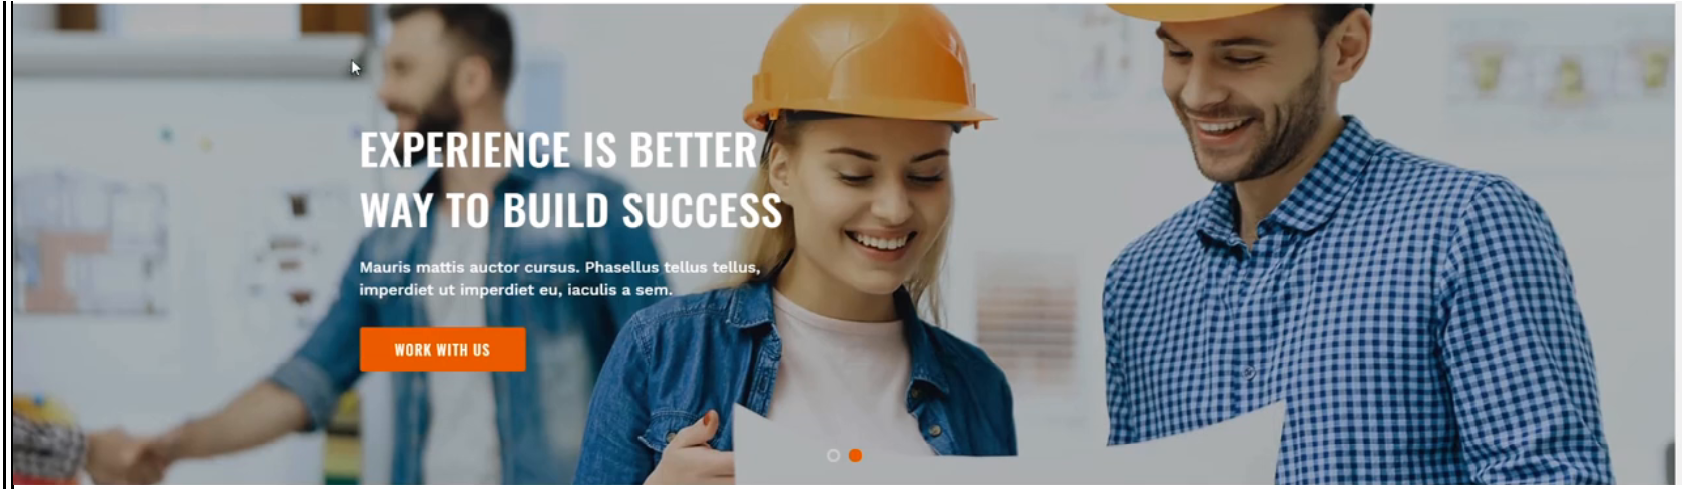 EXPERIENCE IS BETTER
WAY TO BUILD SUCCESS
Mauris mattis auctor cursus. Phasellus tellus tellus,
imperdiet ut imperdiet eu, iaculis a sem.
WORK WITH US